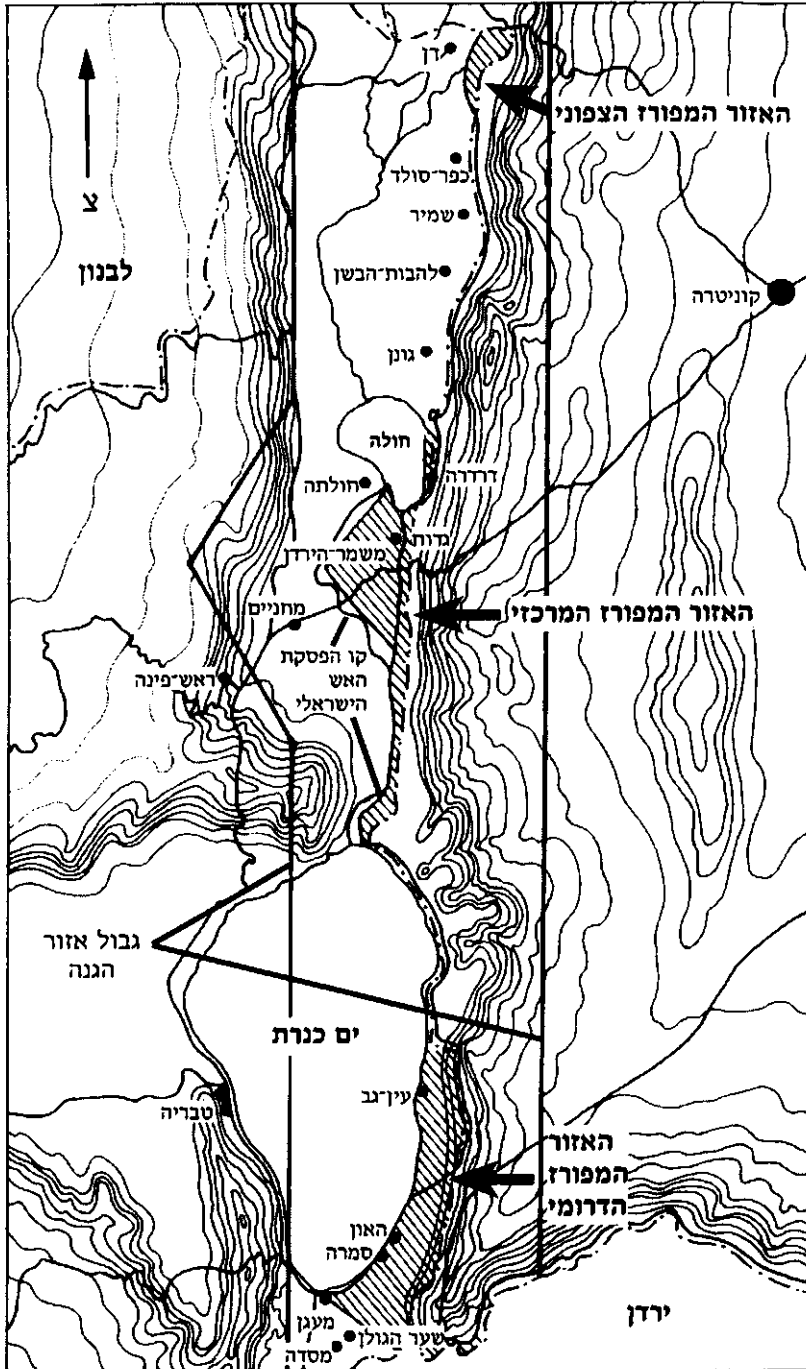 דן
האזור המפורז הצפוני
צ
כפר-סולד
שמיר
לבנון
להבות-הבשן
קוניטרה
גונן
חולה
דרדרה
חולתה
גדות
משמר-הירדן
מחניים
האזור המפורז המרכזי
קו הפסקת
האש
הישראלי
ראש-פינה
גבול אזור
הגנה
ים כנרת
עין-גב
טבריה
האזור
המפורז
הדרומי
האון
סמרה
מעגן
ירדן
שער הגולן
מסדה